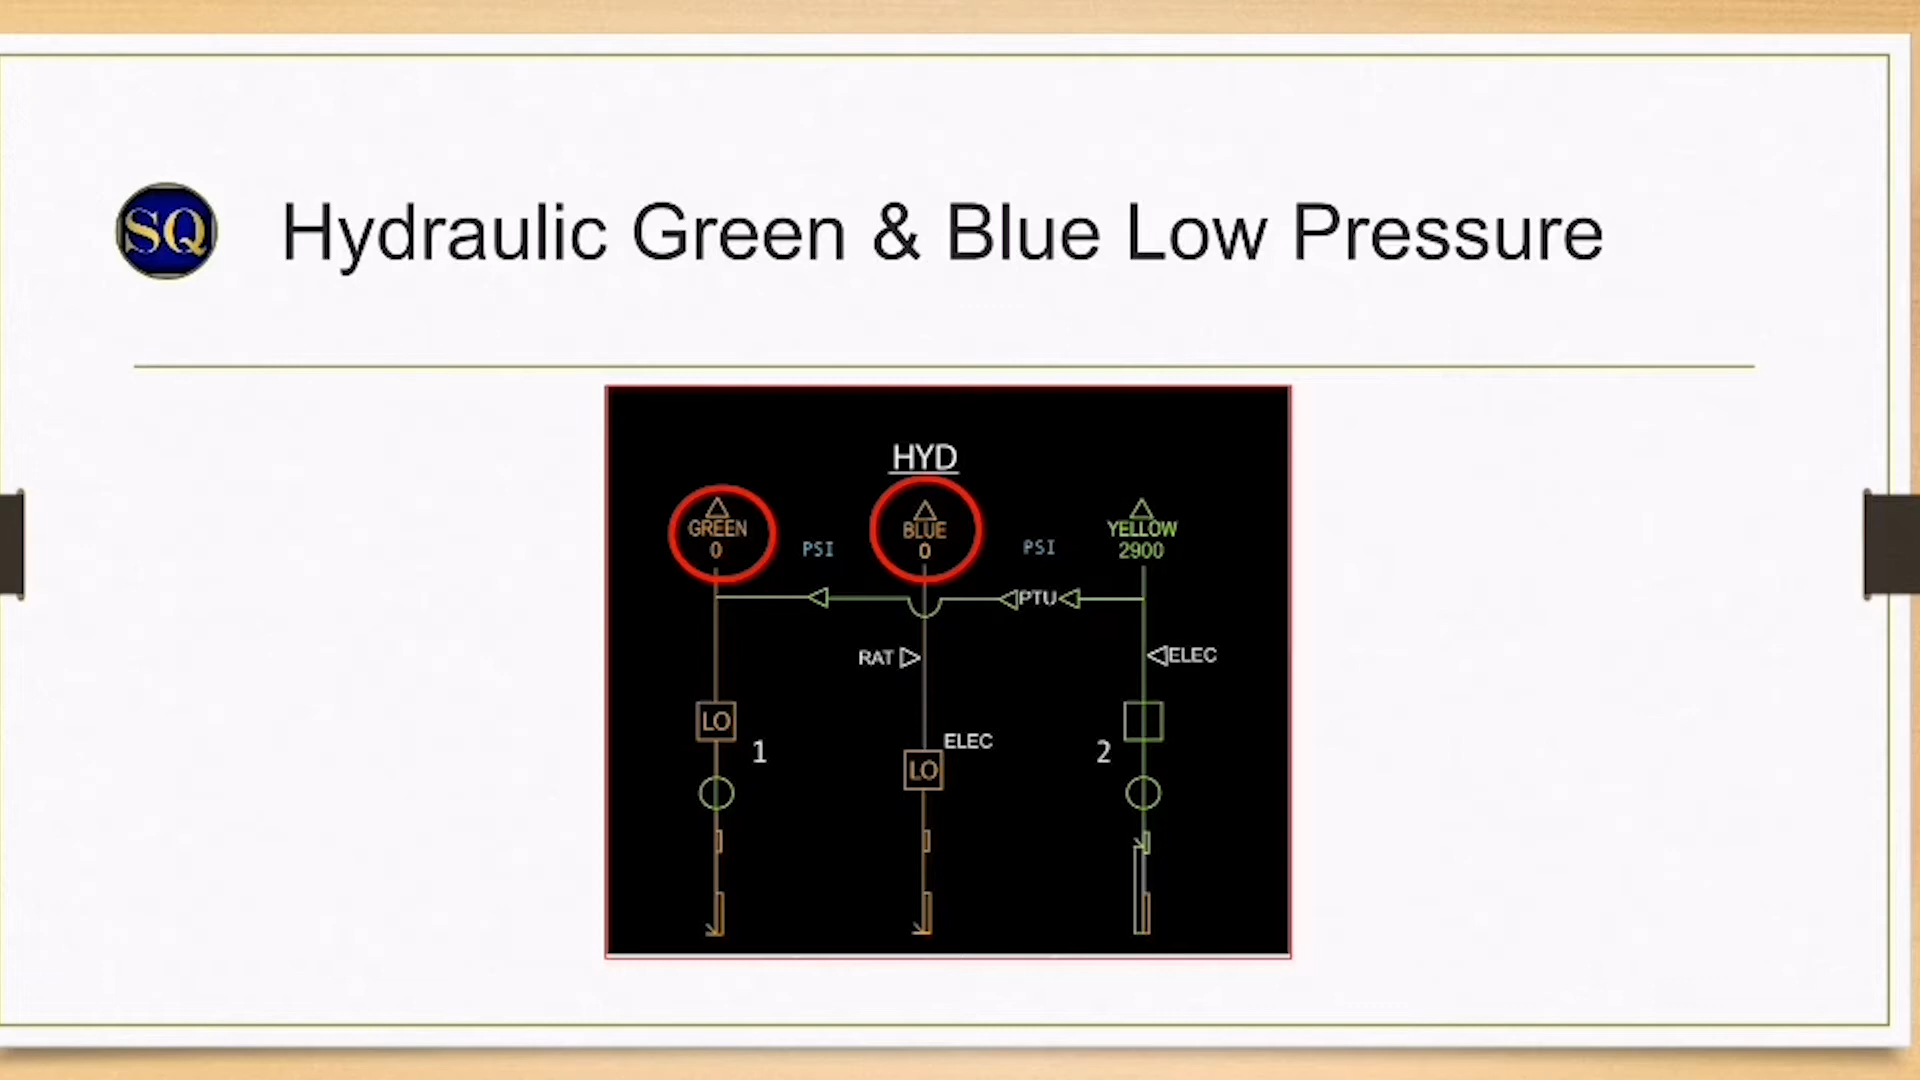 SQ
Hydraulic Green & Blue Low Pressure
HYD
GREEN
0
PSI
BLUE
0
PSI
YELLOW
2900
PTU
RAT
ELEC
LO
1
ELEC
LO
2